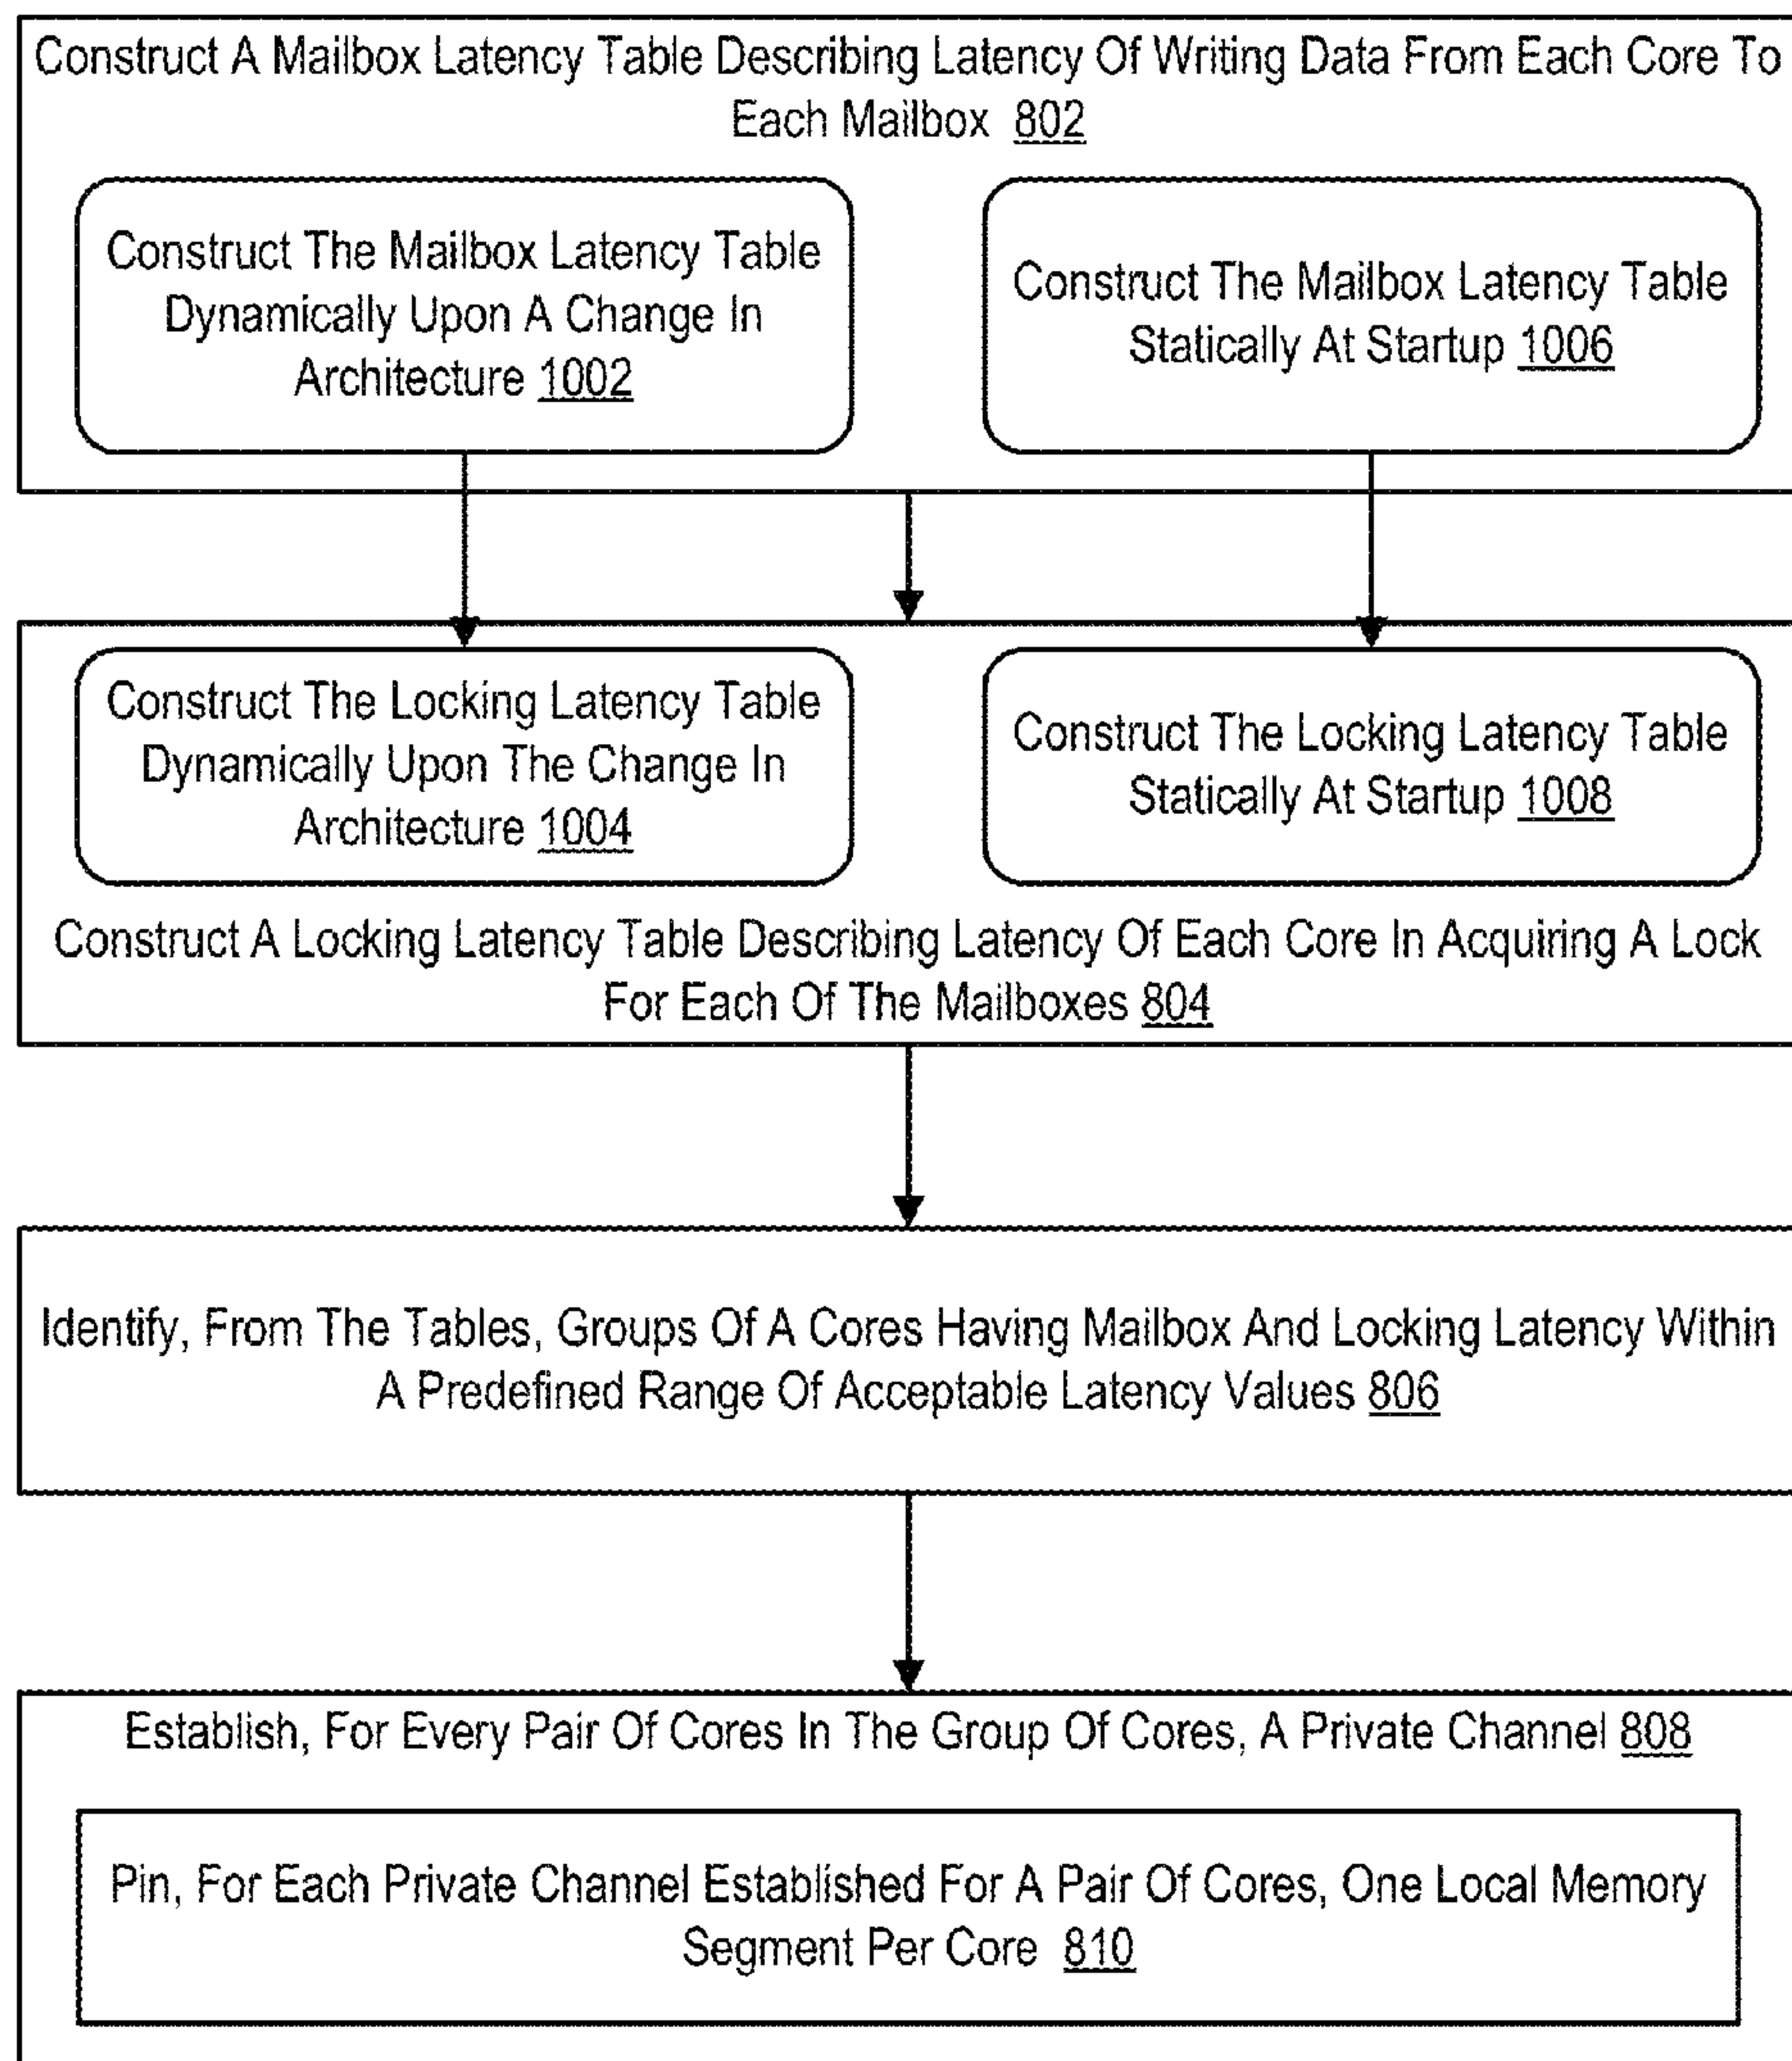 Construct A Mailbox Latency Table Describing Latency Of Writing Data From Each Core To
Each Mailbox 802
Construct The Mailbox Latency Table
Dynamically Upon A Change In
Architecture 1002
Construct The Mailbox Latency Table
Statically At Startup 1006
Construct The Locking Latency Table
Dynamically Upon The Change In
Architecture 1004
Construct The Locking Latency Table
Statically At Startup 1008
Construct A Locking Latency Table Describing Latency Of Each Core In Acquiring A Lock
For Each Of The Mailboxes 804
Identify, From The Tables, Groups Of A Cores Having Mailbox And Locking Latency Within
A Predefined Range Of Acceptable Latency Values 806
Establish, For Every Pair Of Cores In The Group Of Cores, A Private Channel 808
Pin, For Each Private Channel Established For A Pair Of Cores, One Local Memory
Segment Per Core 810